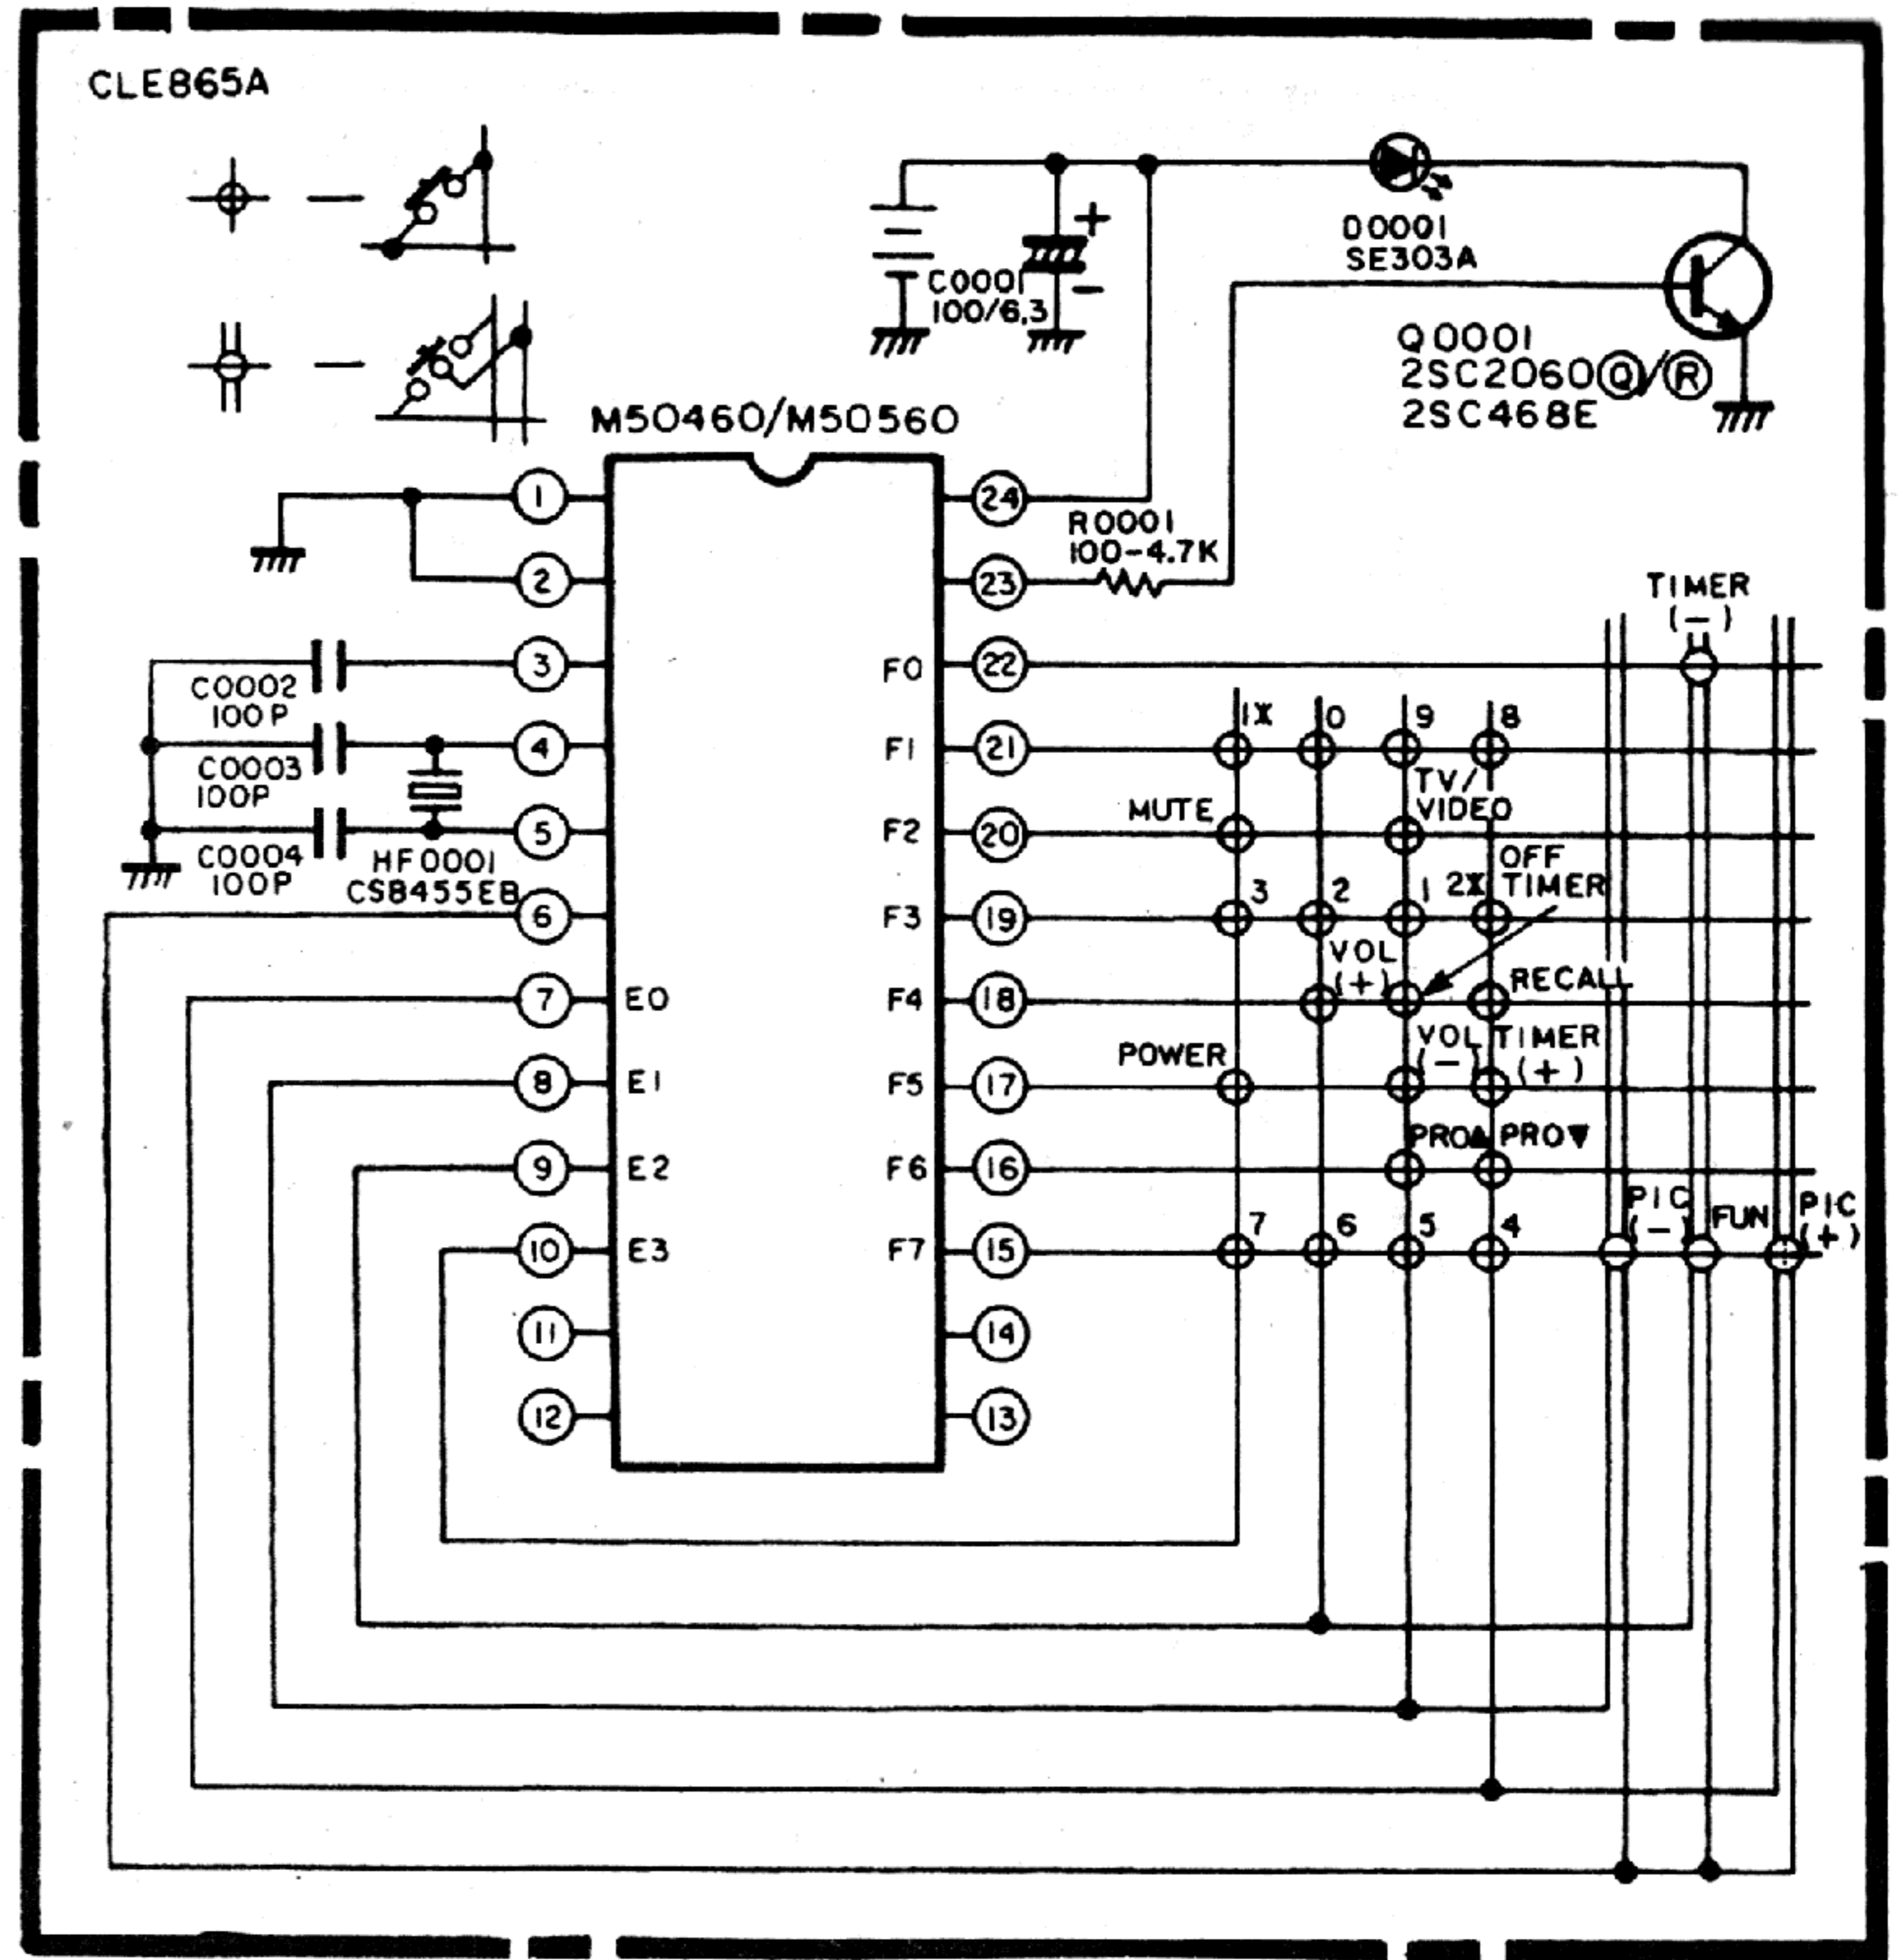 CLE865A
+
C0001
100/6.3
−
D0001
SE303A
Q0001
2SC2060Ⓠ/Ⓡ
2SC468E
M50460/M50560
1
24
R0001
100-4.7K
2
23
TIMER
(-)
3
F0
22
C0002
100P
1※
0
9
8
4
F1
21
C0003
100P
TV/
VIDEO
MUTE
5
F2
20
C0004
100P
HF0001
CSB455EB
OFF
TIMER
6
F3
19
3
2
1
2※
VOL
(+)
RECALL
7
E0
F4
18
VOL
(-)
TIMER
(+)
POWER
8
E1
F5
17
PRO▲
PRO▼
9
E2
F6
16
PIC
(-)
FUN
PIC
(+)
10
E3
F7
15
7
6
5
4
11
14
12
13